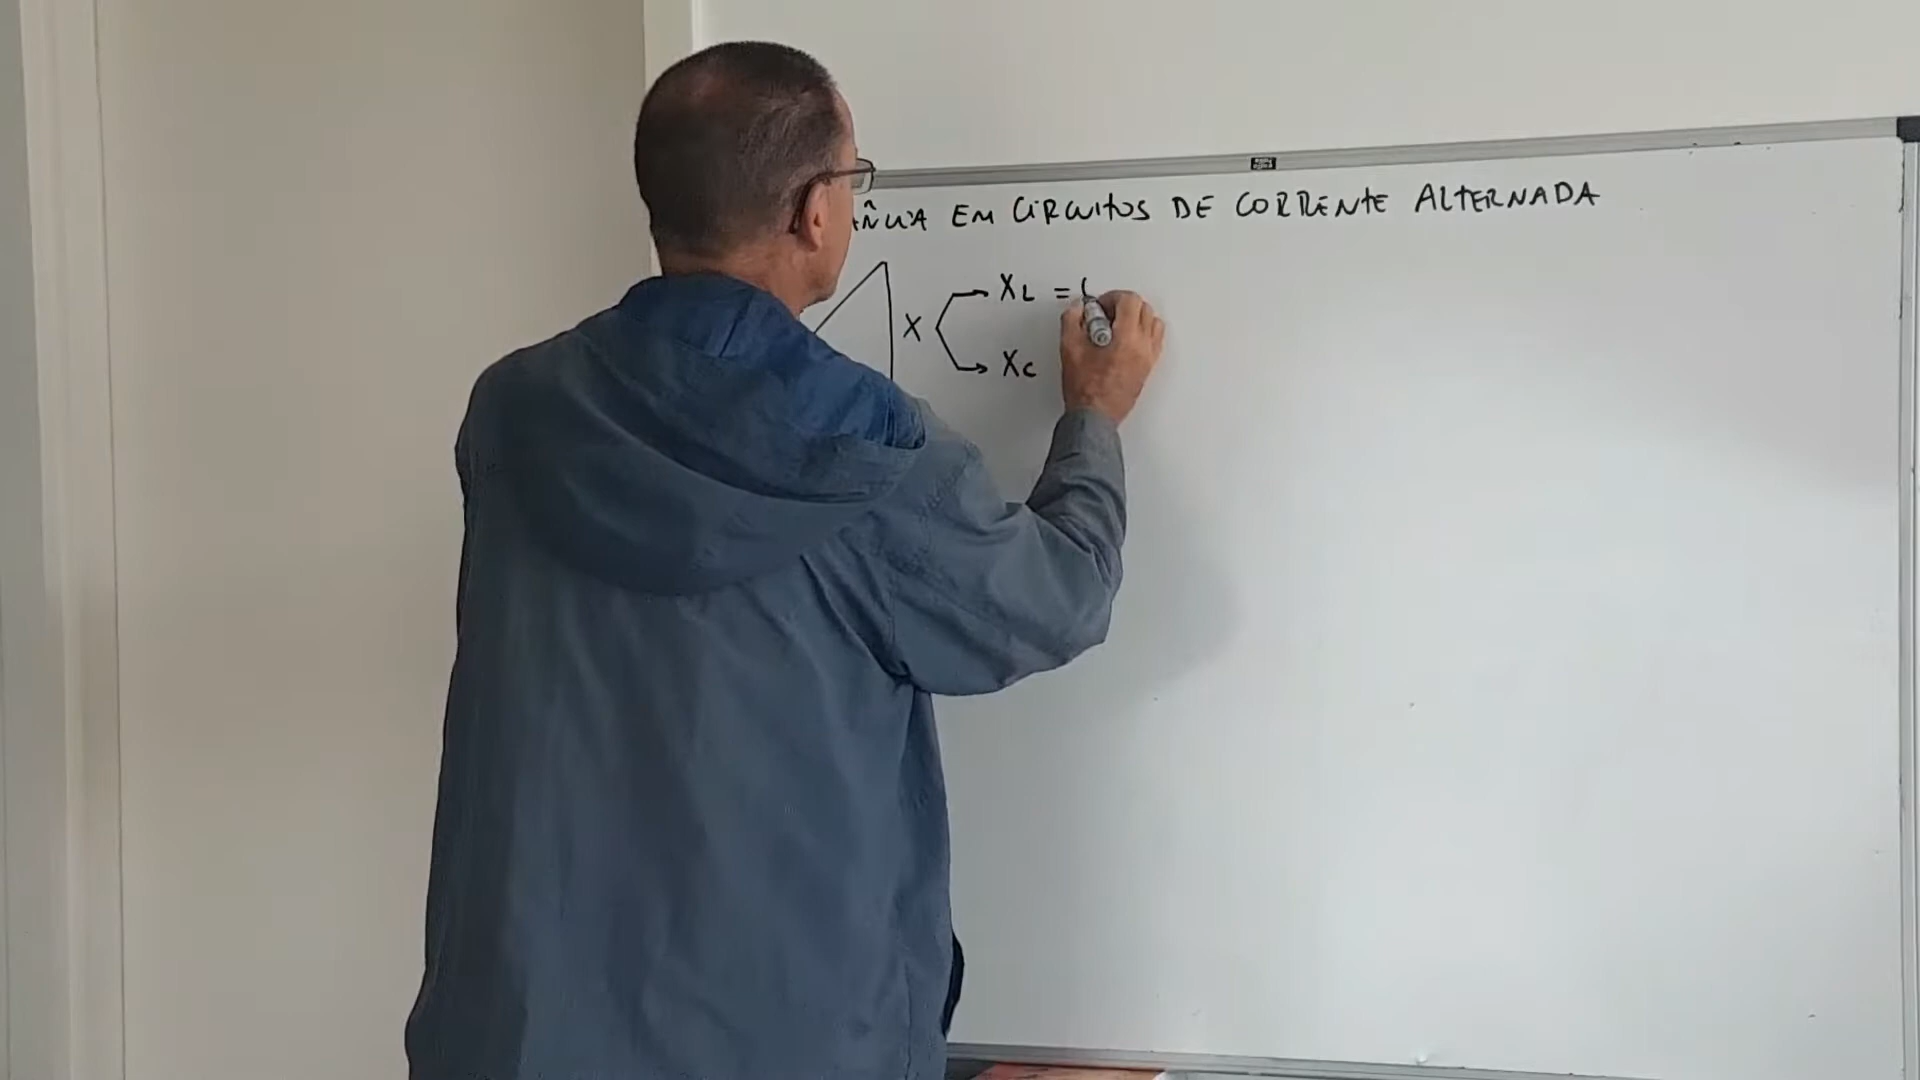 EM CIRCUITOS DE CORRENTE ALTERNADA
XL =
X
XC